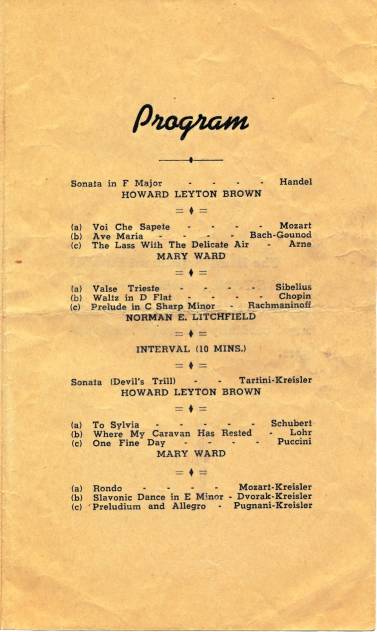 Program
Sonata in F Major - - - - Handel
HOWARD LEYTON BROWN
(a) Voi Che Sapete - - - - Mozart
(b) Ave Maria - - - - Bach-Gounod
(c) The Lass With The Delicate Air - Arne
MARY WARD
(a) Valse Trieste - - - - Sibelius
(b) Waltz in D Flat - - - - Chopin
(c) Prelude in C Sharp Minor - - Rachmaninoff
NORMAN E. LITCHFIELD
INTERVAL (10 MINS.)
Sonata (Devil's Trill) - - Tartini-Kreisler
HOWARD LEYTON BROWN
(a) To Sylvia - - - - - Schubert
(b) Where My Caravan Has Rested - Lohr
(c) One Fine Day - - - - Puccini
MARY WARD
(a) Rondo - - - - Mozart-Kreisler
(b) Slavonic Dance in E Minor - Dvorak-Kreisler
(c) Preludium and Allegro - Pugnani-Kreisler